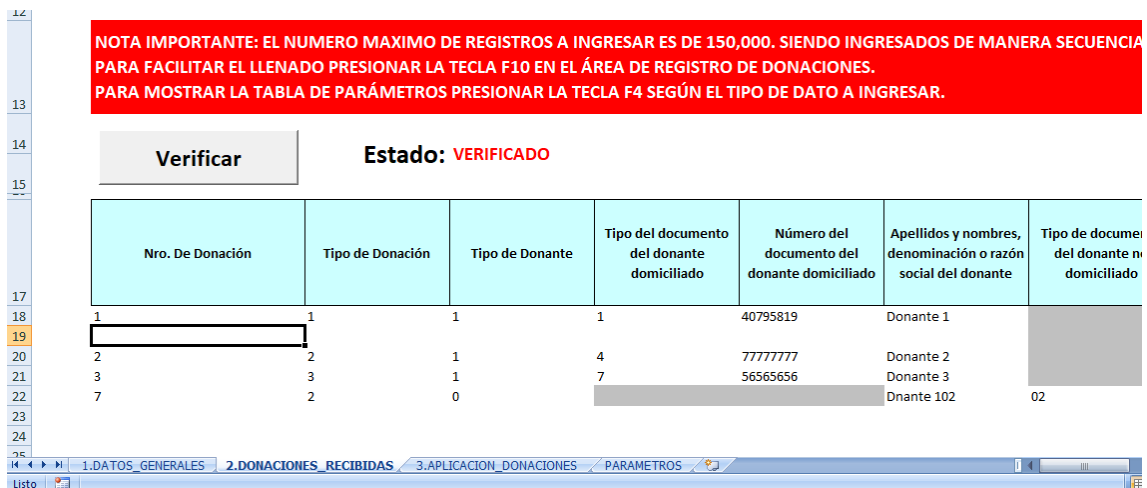 12
NOTA IMPORTANTE: EL NUMERO MAXIMO DE REGISTROS A INGRESAR ES DE 150,000. SIENDO INGRESADOS DE MANERA SECUENCIA
PARA FACILITAR EL LLENADO PRESIONAR LA TECLA F10 EN EL ÁREA DE REGISTRO DE DONACIONES.
13 PARA MOSTRAR LA TABLA DE PARÁMETROS PRESIONAR LA TECLA F4 SEGÚN EL TIPO DE DATO A INGRESAR.
14
Verificar Estado: VERIFICADO
15
Tipo del documento Número del Apellidos y nombres, Tipo de documen
Nro. De Donación Tipo de Donación Tipo de Donante del donante documento del denominación o razón del donante no
domiciliado donante domiciliado social del donante domiciliado
17
18 1 1 1 1 40795819 Donante 1
19
20 2 2 1 4 77777777 Donante 2
21 3 3 1 7 56565656 Donante 3
22 7 2 0 Dnante 102 02
23
24
25
1.DATOS_GENERALES 2.DONACIONES_RECIBIDAS 3.APLICACION_DONACIONES PARAMETROS
Listo